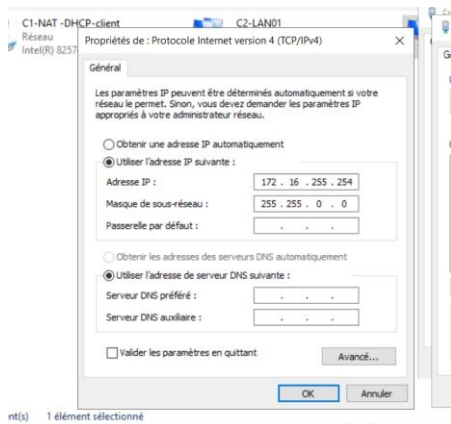 C1-NAT -DHCP-client
C2-LAN01
Réseau
Intel(R) 8257
Propriétés de : Protocole Internet version 4 (TCP/IPv4)
Général
Les paramètres IP peuvent être déterminés automatiquement si votre
réseau le permet. Sinon, vous devez demander les paramètres IP
appropriés à votre administrateur réseau.
Obtenir une adresse IP automatiquement
Utiliser l'adresse IP suivante :
Adresse IP : 172 . 16 . 255 . 254
Masque de sous-réseau : 255 . 255 . 0 . 0
Passerelle par défaut : . . .
Obtenir les adresses des serveurs DNS automatiquement
Utiliser l'adresse de serveur DNS suivante :
Serveur DNS préféré : . . .
Serveur DNS auxiliaire : . . .
Valider les paramètres en quittant
Avancé...
OK Annuler
nt(s) 1 élément sélectionné